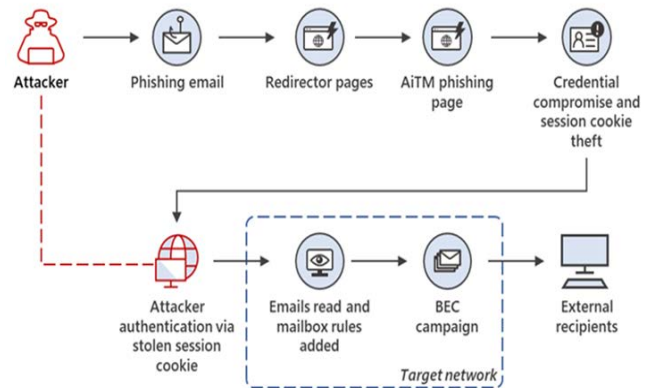 Attacker
Phishing email
Redirector pages
AiTM phishing
page
Credential
compromise and
session cookie
theft
Attacker
authentication via
stolen session
cookie
Emails read and
mailbox rules
added
BEC
campaign
External
recipients
Target network